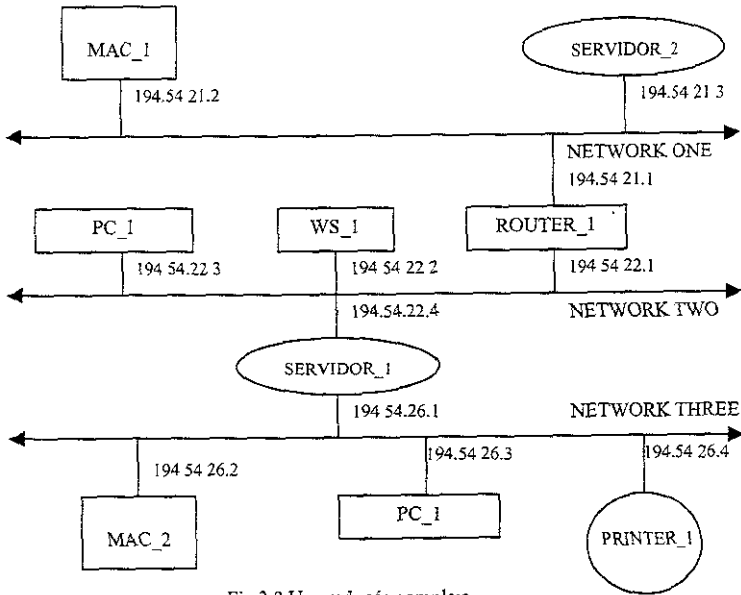 MAC_1
SERVIDOR_2
194.54 21.2
194.54 21 3
NETWORK ONE
194.54 21.1
PC_1
WS_1
ROUTER_1
194 54.22 3
194 54 22 2
194 54 22.1
194.54.22.4
NETWORK TWO
SERVIDOR_1
194 54.26.1
NETWORK THREE
194 54 26.2
194.54 26.3
194.54 26.4
MAC_2
PC_1
PRINTER_1